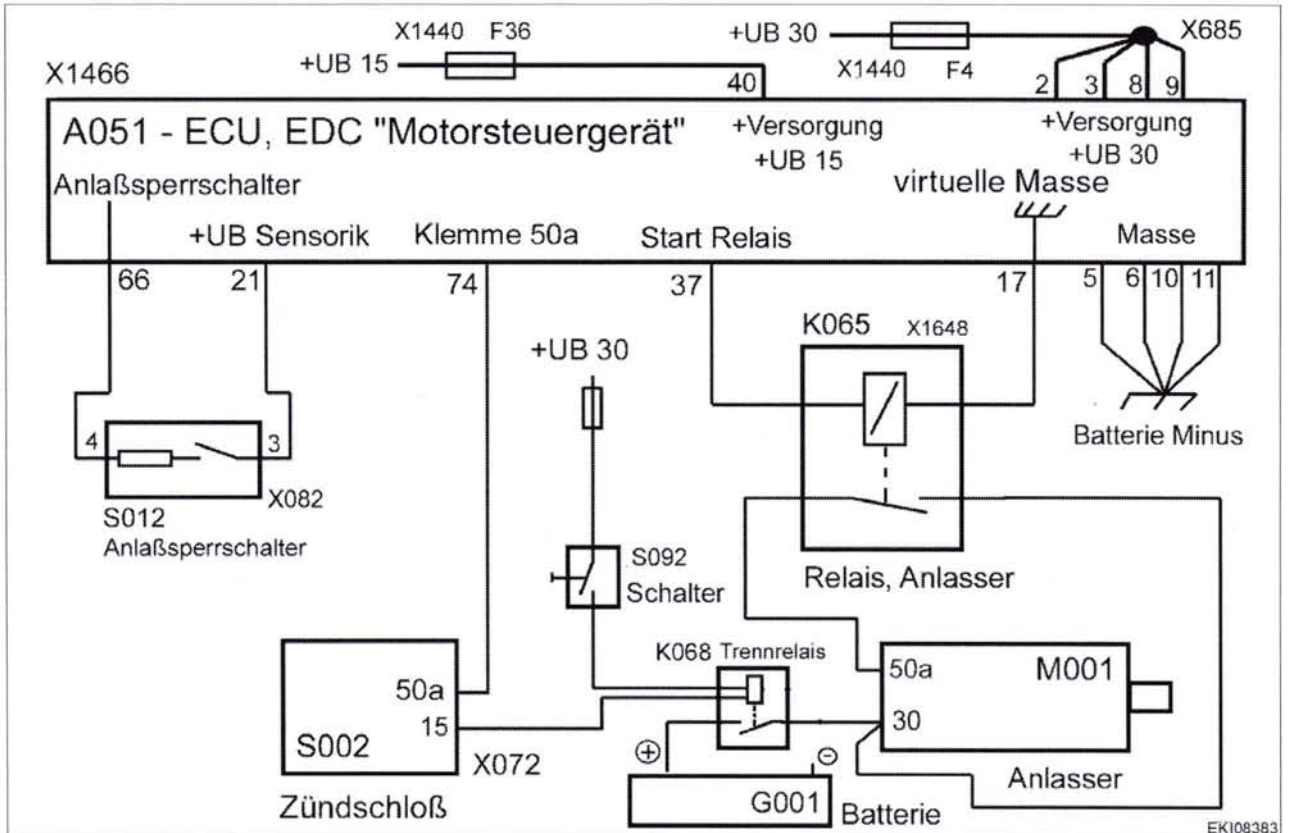 X1440 F36
+UB 30
X685
+UB 15
X1440 F4
X1466
40
2 3 8 9
A051 - ECU, EDC "Motorsteuergerät"
+Versorgung
+UB 15
+Versorgung
+UB 30
Anlaßsperrschalter
virtuelle Masse
+UB Sensorik
Klemme 50a
Start Relais
Masse
66
21
74
37
17
5 6 10 11
K065 X1648
+UB 30
Batterie Minus
4
3
X082
S012
Anlaßsperrschalter
S092
Schalter
Relais, Anlasser
K068 Trennrelais
50a
M001
50a
15
30
S002
X072
+
-
Anlasser
Zündschloß
G001
Batterie
EKI08383